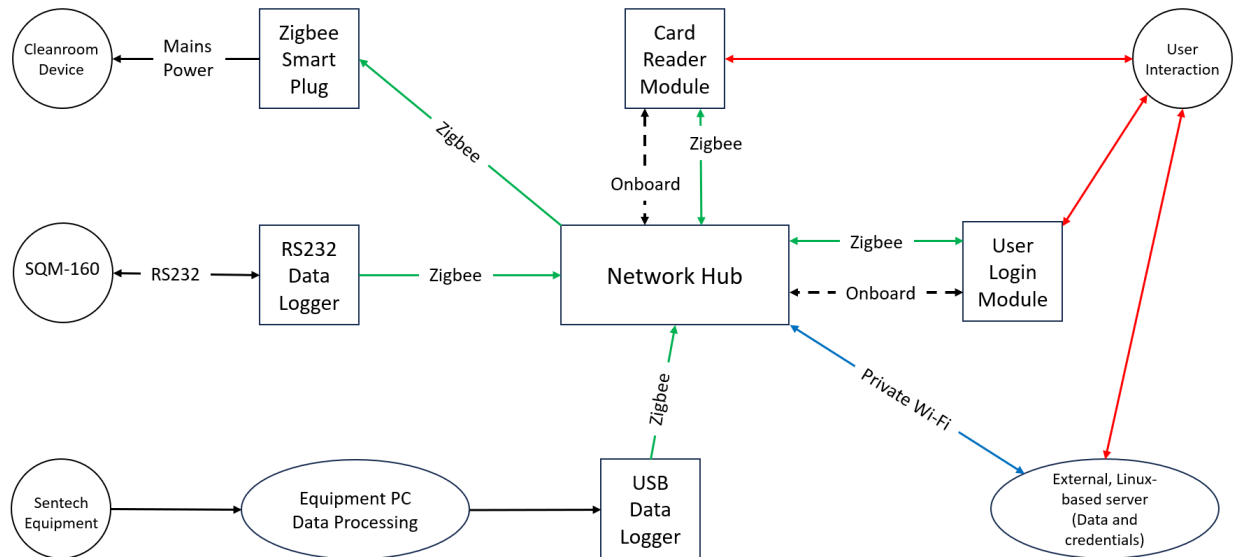 Cleanroom
Device
Mains
Power
Zigbee
Smart
Plug
Card
Reader
Module
User
Interaction
Zigbee
Zigbee
Onboard
SQM-160
RS232
RS232
Data
Logger
Zigbee
Network Hub
Zigbee
Onboard
User
Login
Module
Zigbee
Private Wi-Fi
Sentech
Equipment
Equipment PC
Data Processing
USB
Data
Logger
External, Linux-
based server
(Data and
credentials)